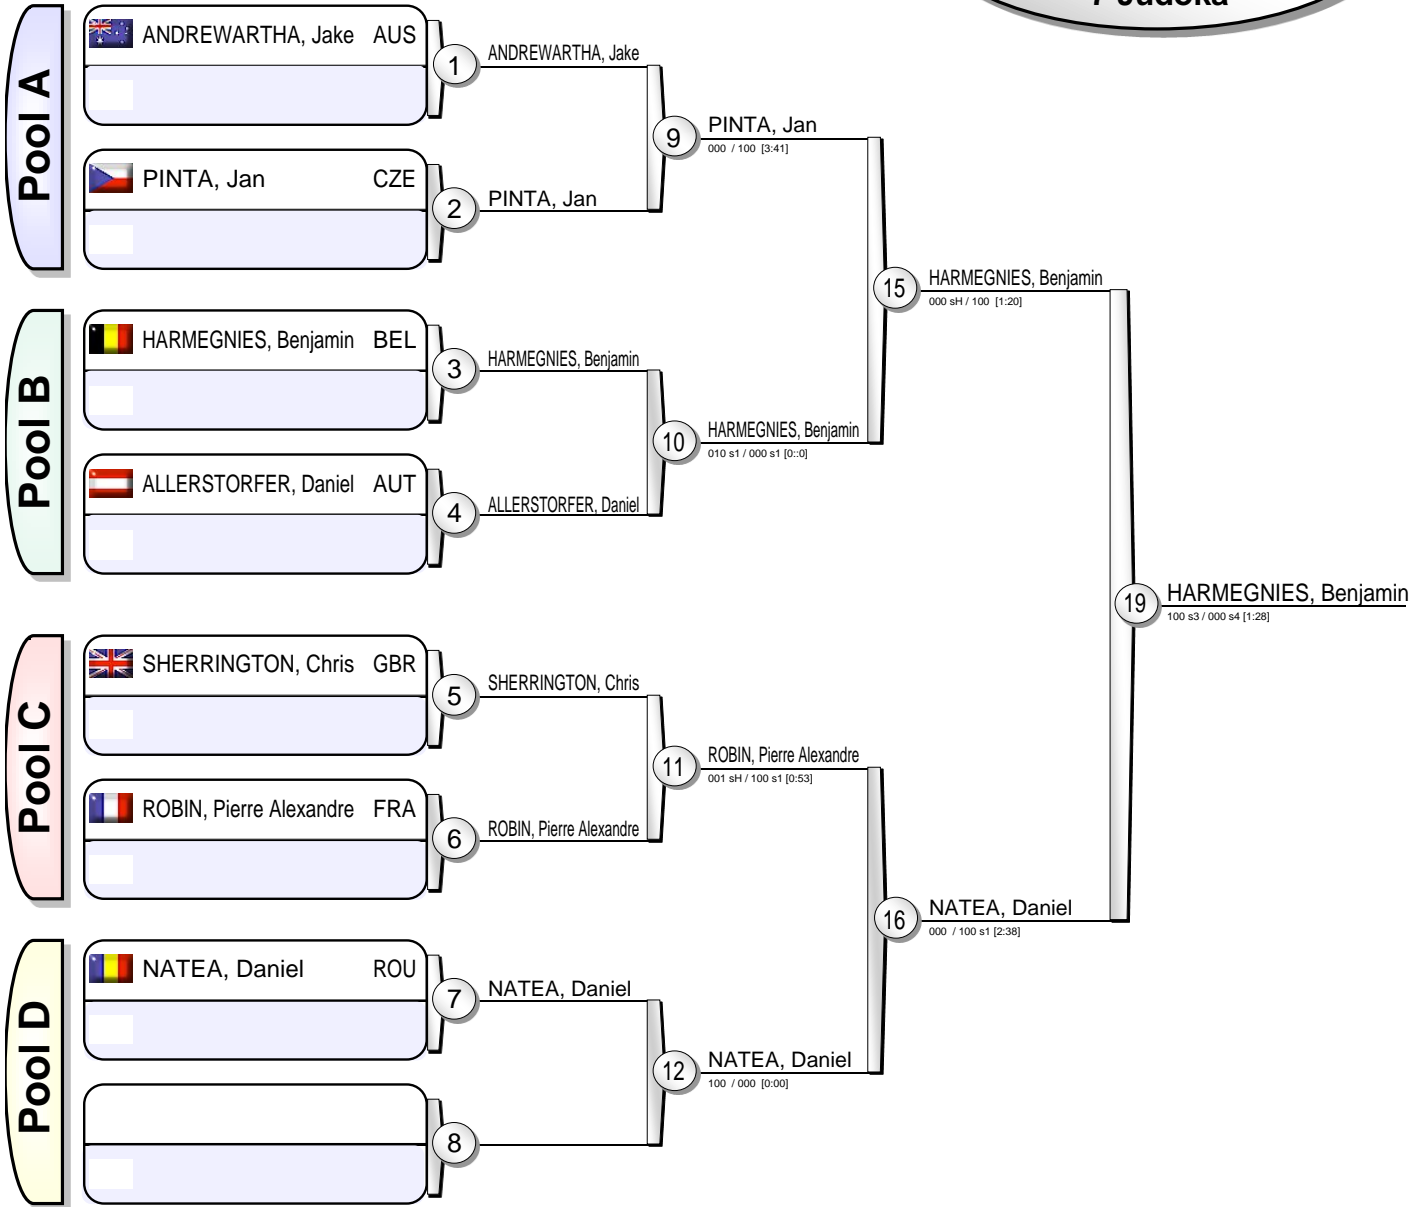 7 Judoka
Pool A
ANDREWARTHA, Jake AUS
1
ANDREWARTHA, Jake
PINTA, Jan CZE
2
PINTA, Jan
9
PINTA, Jan
000 / 100 [3:41]
Pool B
HARMEGNIES, Benjamin BEL
3
HARMEGNIES, Benjamin
ALLERSTORFER, Daniel AUT
4
ALLERSTORFER, Daniel
10
HARMEGNIES, Benjamin
010 s1 / 000 s1 [0::0]
15
HARMEGNIES, Benjamin
000 sH / 100 [1:20]
Pool C
SHERRINGTON, Chris GBR
5
SHERRINGTON, Chris
ROBIN, Pierre Alexandre FRA
6
ROBIN, Pierre Alexandre
11
ROBIN, Pierre Alexandre
001 sH / 100 s1 [0:53]
Pool D
NATEA, Daniel ROU
7
NATEA, Daniel
8
12
NATEA, Daniel
100 / 000 [0:00]
16
NATEA, Daniel
000 / 100 s1 [2:38]
19
HARMEGNIES, Benjamin
100 s3 / 000 s4 [1:28]